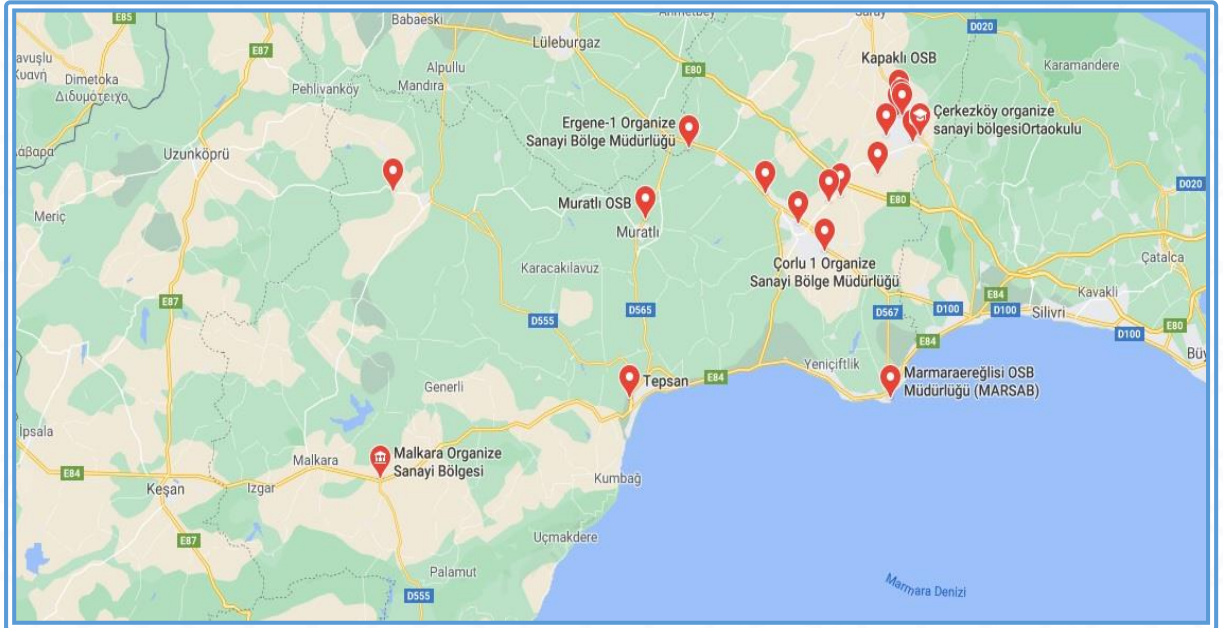 E85
Babaeski
Lüleburgaz
D020
E87
Kapaklı OSB
Karamandere
Alpullu
Dimetoka
Διδυμότειχο
Pehlivanköy
Mandıra
E80
Çerkezköy organize
sanayi bölgesiOrtaokulu
Ergene-1 Organize
Sanayi Bölge Müdürlüğü
Uzunköprü
D020
E80
Meriç
Muratlı OSB
Muratlı
Çorlu 1 Organize
Sanayi Bölge Müdürlüğü
Karacakılavuz
Çatalca
E87
E84
Kavakli
D565
D555
D567
D100
D100
Silivri
E80
D100
E84
Yeniçiftlik
Marmaraereğlisi OSB
Müdürlüğü (MARSAB)
Tepsan
E84
Generli
İpsala
Malkara
Malkara Organize
Sanayi Bölgesi
E84
Keşan
Izgar
Kumbağ
E87
Uçmakdere
Palamut
D555
Marmara Denizi